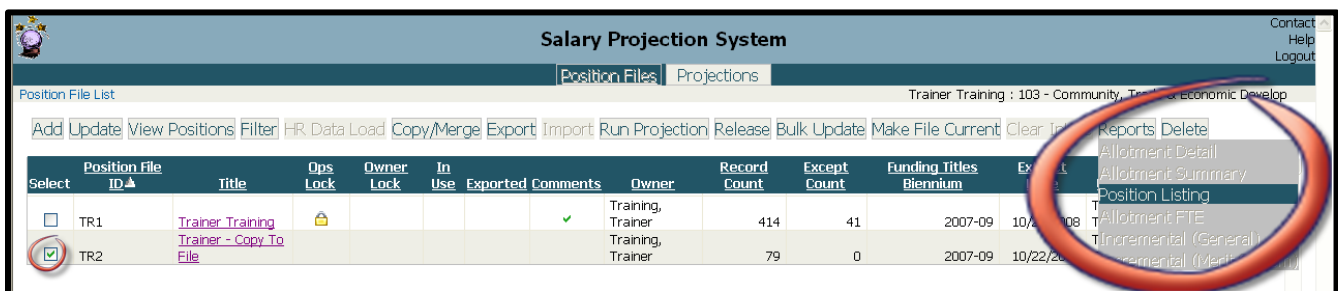 Contact
Salary Projection System
Help
Logout
Position Files Projections
Position File List Trainer Training : 103 - Community, Trade & Economic Develop
Add Update View Positions Filter HR Data Load Copy/Merge Export Import Run Projection Release Bulk Update Make File Current Clear Reports Delete
Allotment Detail
Allotment Summary
Position Listing
Allotment FTE
Incremental (General)
Select Position File ID Title Ops Lock Owner Lock In Use Exported Comments Owner Record Count Except Count Funding Titles Biennium
TR1 Trainer Training Training, Trainer 414 41 2007-09
TR2 Trainer - Copy To File Training, Trainer 79 0 2007-09 10/22/